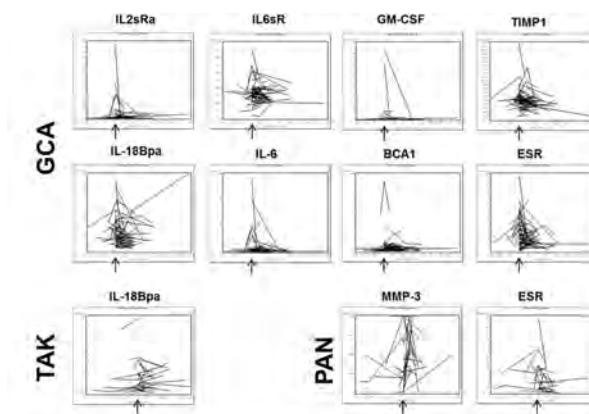 IL2sRa IL6sR GM-CSF TIMP1
GCA
IL-18Bpa IL-6 BCA1 ESR
IL-18Bpa MMP-3 ESR
TAK PAN